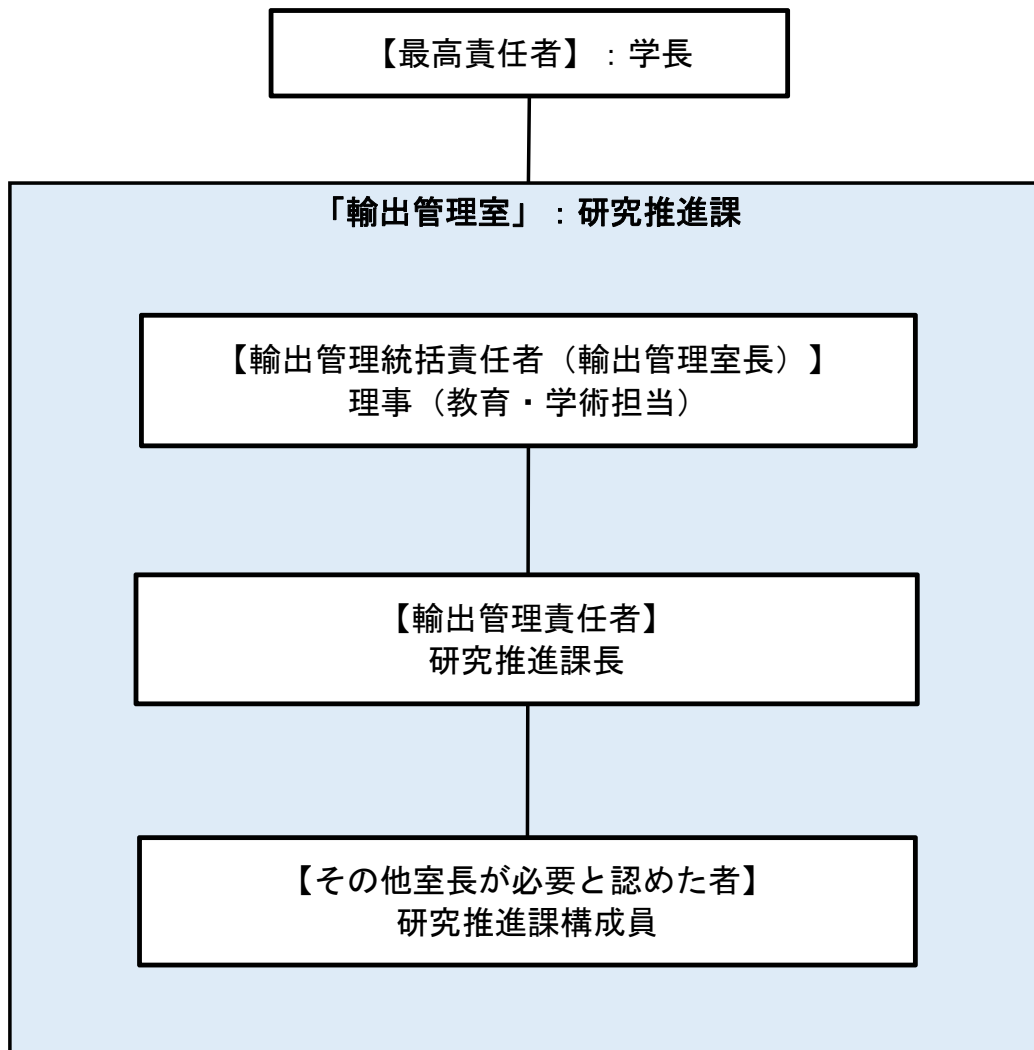 【最高責任者】：学長
「輸出管理室」：研究推進課
【輸出管理統括責任者（輸出管理室長）】
理事（教育・学術担当）
【輸出管理責任者】
研究推進課長
【その他室長が必要と認めた者】
研究推進課構成員